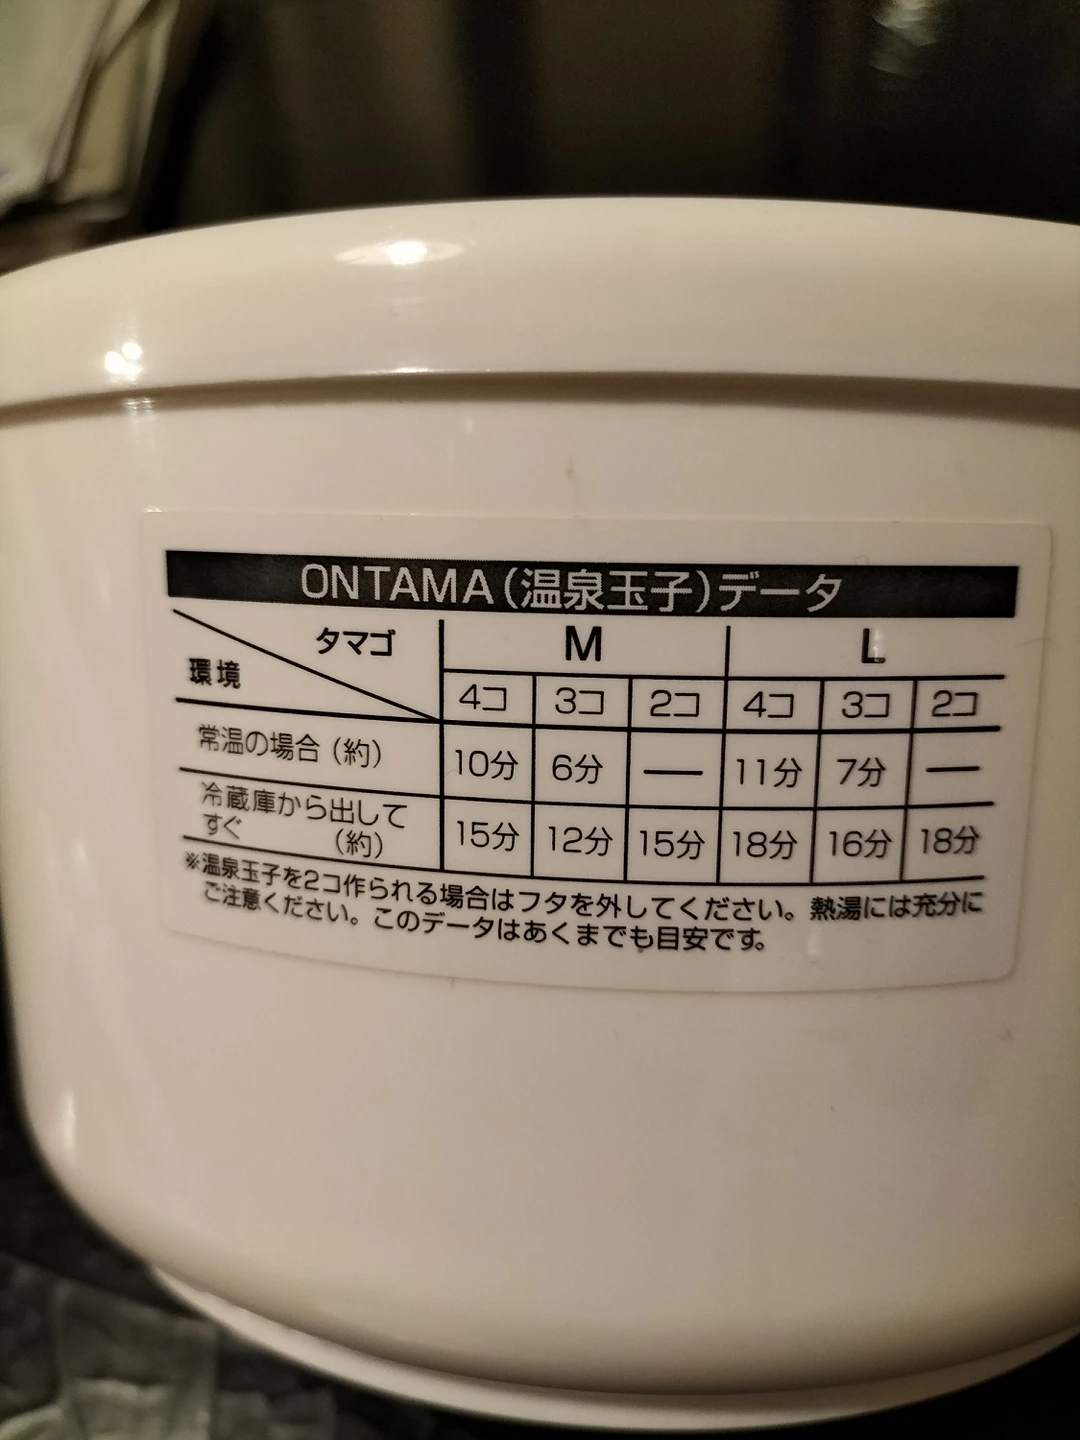 ONTAMA(温泉玉子)データ
タマゴ M L
環境 4コ 3コ 2コ 4コ 3コ 2コ
常温の場合(約) 10分 6分 — 11分 7分 —
冷蔵庫から出して
すぐ (約) 15分 12分 15分 18分 16分 18分
※温泉玉子を2コ作られる場合はフタを外してください。熱湯には充分に
ご注意ください。このデータはあくまでも目安です。